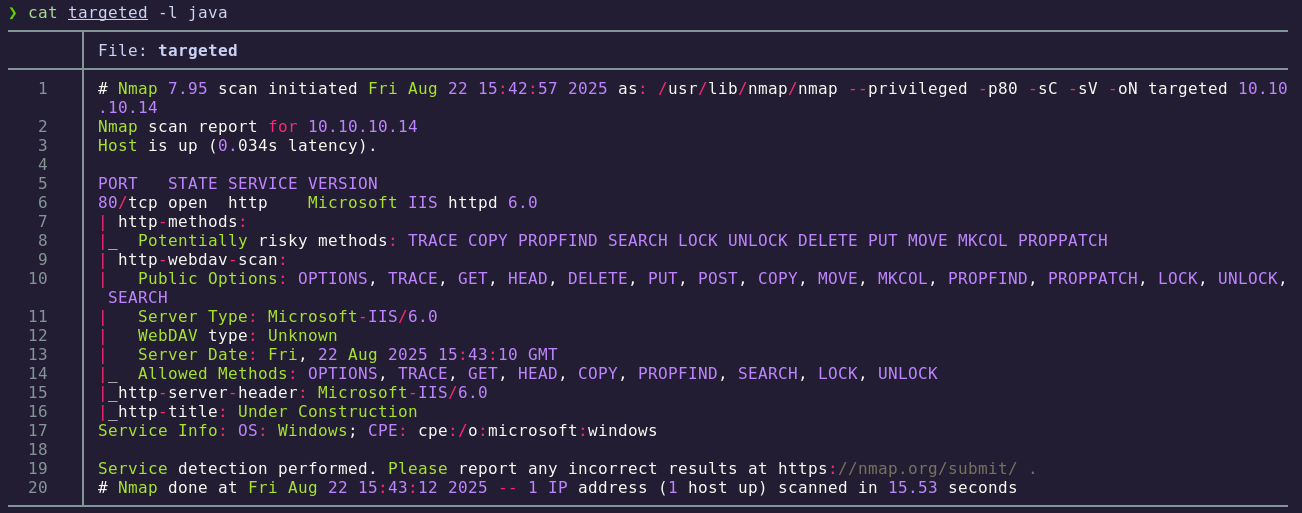 ❯ cat targeted -l java
File: targeted
1 # Nmap 7.95 scan initiated Fri Aug 22 15:42:57 2025 as: /usr/lib/nmap/nmap --privileged -p80 -sC -sV -oN targeted 10.10
.10.14
2 Nmap scan report for 10.10.10.14
3 Host is up (0.034s latency).
4
5 PORT   STATE SERVICE VERSION
6 80/tcp open  http    Microsoft IIS httpd 6.0
7 | http-methods:
8 |_  Potentially risky methods: TRACE COPY PROPFIND SEARCH LOCK UNLOCK DELETE PUT MOVE MKCOL PROPPATCH
9 | http-webdav-scan:
10 |   Public Options: OPTIONS, TRACE, GET, HEAD, DELETE, PUT, POST, COPY, MOVE, MKCOL, PROPFIND, PROPPATCH, LOCK, UNLOCK,
SEARCH
11 |   Server Type: Microsoft-IIS/6.0
12 |   WebDAV type: Unknown
13 |   Server Date: Fri, 22 Aug 2025 15:43:10 GMT
14 |_  Allowed Methods: OPTIONS, TRACE, GET, HEAD, COPY, PROPFIND, SEARCH, LOCK, UNLOCK
15 |_http-server-header: Microsoft-IIS/6.0
16 |_http-title: Under Construction
17 Service Info: OS: Windows; CPE: cpe:/o:microsoft:windows
18
19 Service detection performed. Please report any incorrect results at https://nmap.org/submit/ .
20 # Nmap done at Fri Aug 22 15:43:12 2025 -- 1 IP address (1 host up) scanned in 15.53 seconds